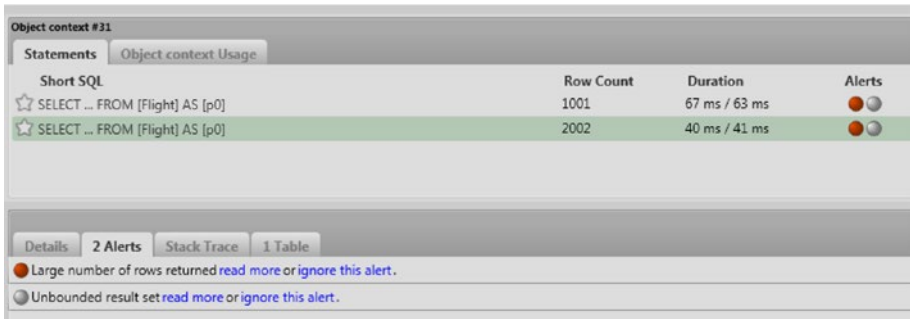 Object context #31
Statements Object context Usage
Short SQL Row Count Duration Alerts
SELECT ... FROM [Flight] AS [p0] 1001 67 ms / 63 ms
SELECT ... FROM [Flight] AS [p0] 2002 40 ms / 41 ms
Details 2 Alerts Stack Trace 1 Table
Large number of rows returned read more or ignore this alert.
Unbounded result set read more or ignore this alert.